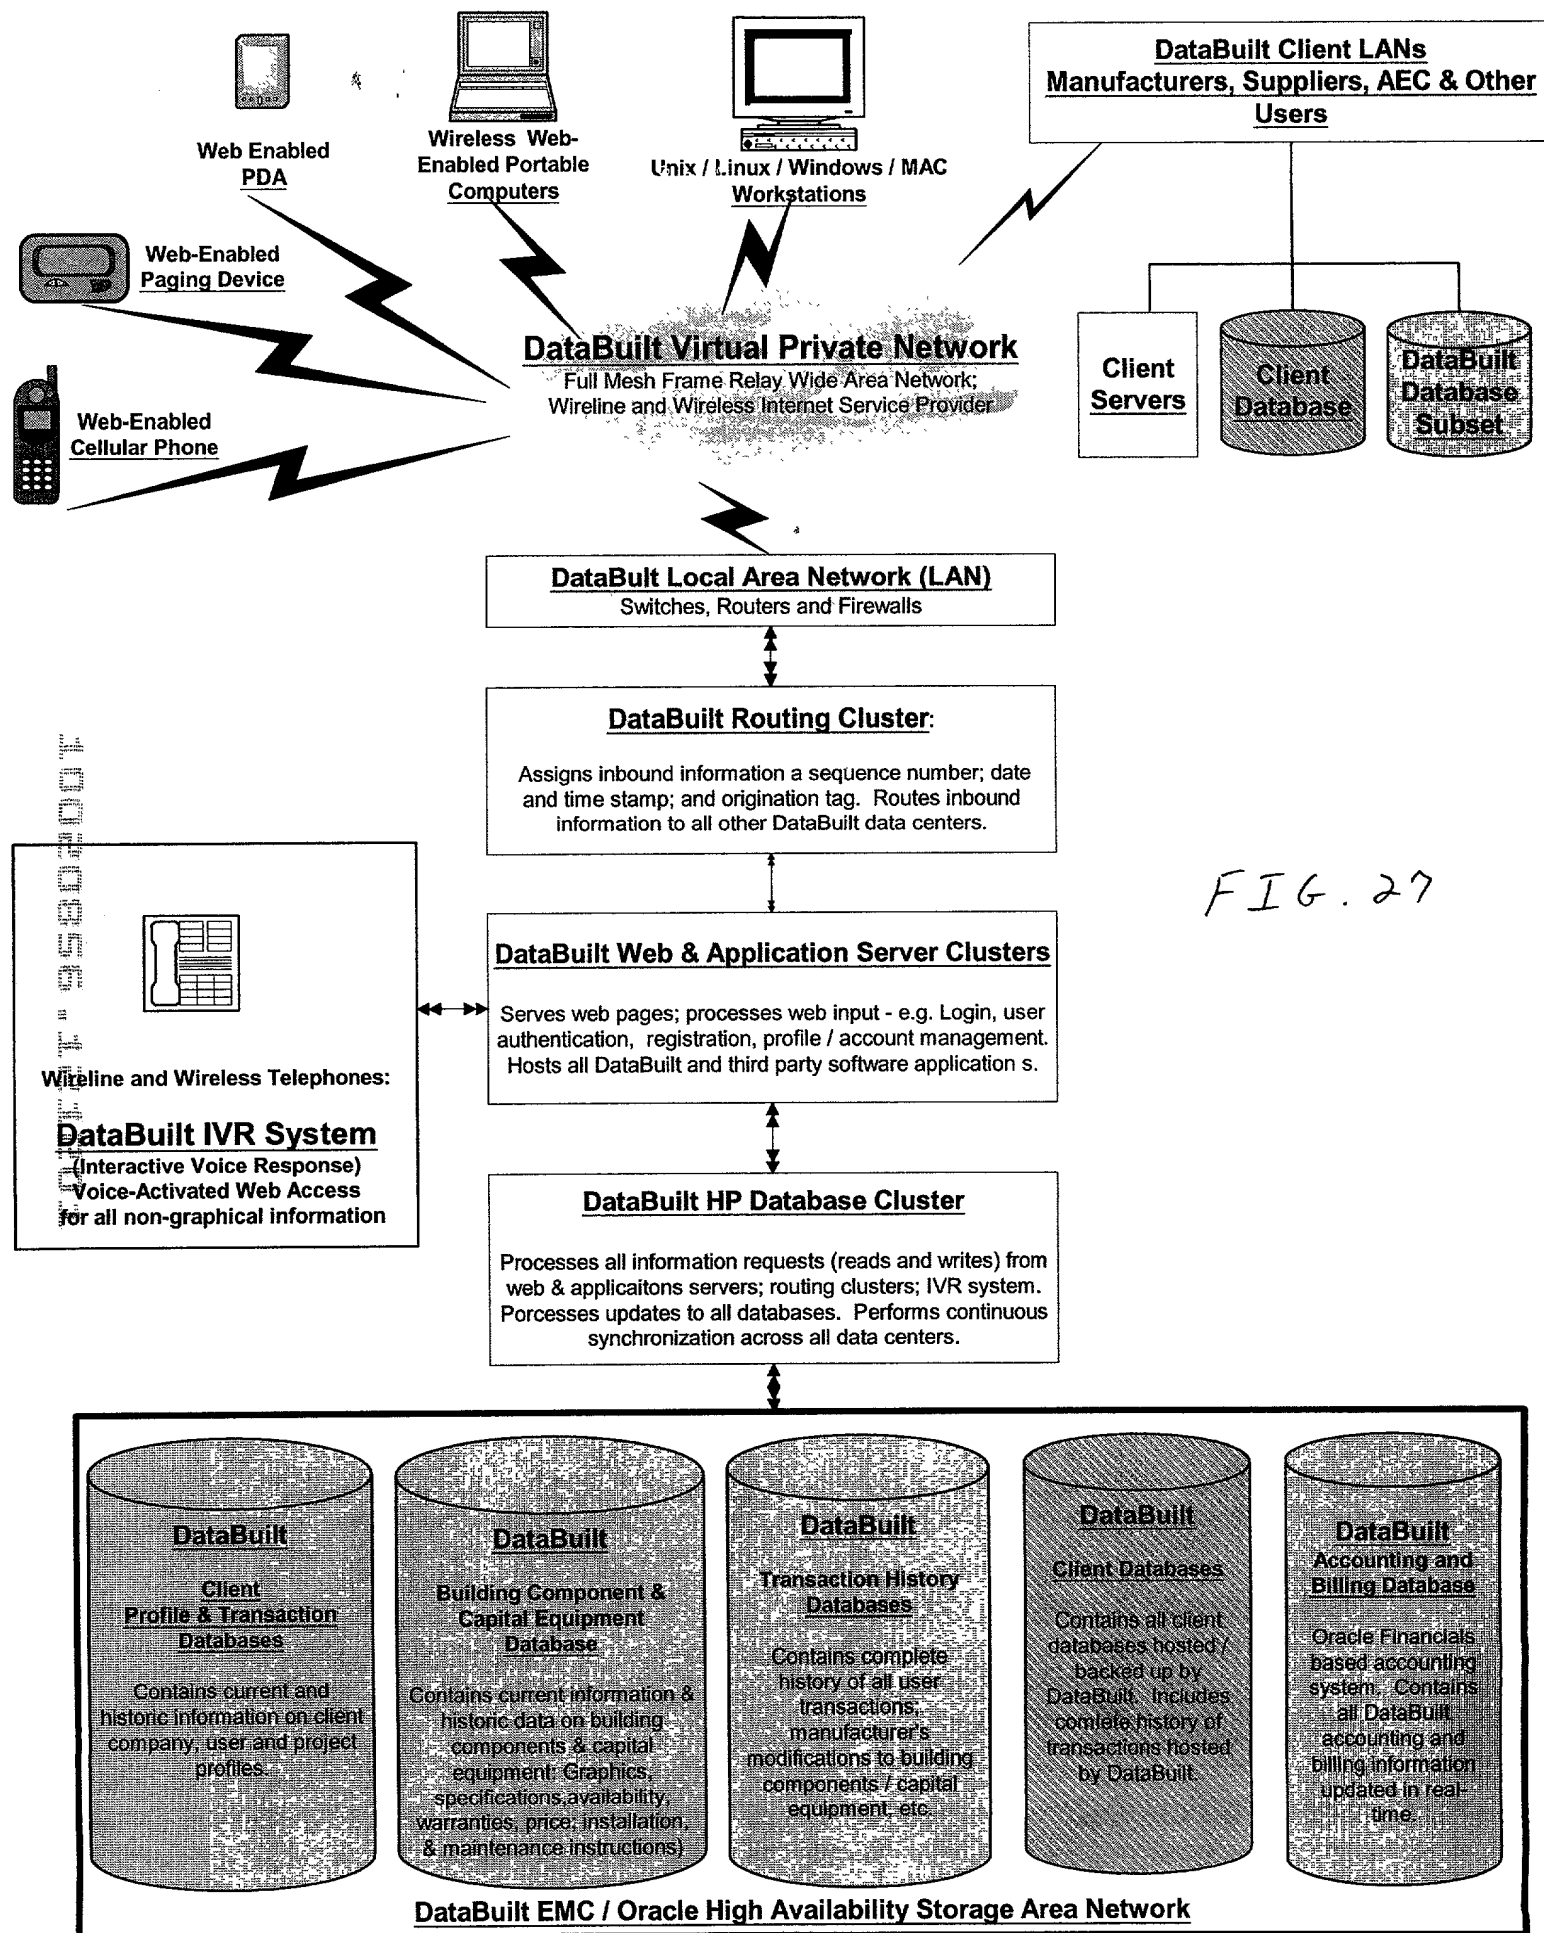 DataBuilt Client LANs
Manufacturers, Suppliers, AEC & Other
Users
Web Enabled
PDA
Wireless Web-
Enabled Portable
Computers
Unix / Linux / Windows / MAC
Workstations
Web-Enabled
Paging Device
Web-Enabled
Cellular Phone
DataBuilt Virtual Private Network
Full Mesh Frame Relay Wide Area Network;
Wireline and Wireless Internet Service Provider
Client
Servers
Client
Database
DataBuilt
Database
Subset
DataBult Local Area Network (LAN)
Switches, Routers and Firewalls
DataBuilt Routing Cluster:
Assigns inbound information a sequence number; date
and time stamp; and origination tag. Routes inbound
information to all other DataBuilt data centers.
FIG. 27
DataBuilt Web & Application Server Clusters
Serves web pages; processes web input - e.g. Login, user
authentication, registration, profile / account management.
Hosts all DataBuilt and third party software application s.
Wireline and Wireless Telephones:
DataBuilt IVR System
(Interactive Voice Response)
Voice-Activated Web Access
for all non-graphical information
DataBuilt HP Database Cluster
Processes all information requests (reads and writes) from
web & applicaitons servers; routing clusters; IVR system.
Porcesses updates to all databases. Performs continuous
synchronization across all data centers.
DataBuilt
Client
Profile & Transaction
Databases
Contains current and
historic information on client
company, user and project
profiles.
DataBuilt
Building Component &
Capital Equipment
Database
Contains current information &
historic data on building
components & capital
equipment: Graphics,
specifications,availability,
warranties, price; installation,
& maintenance instructions)
DataBuilt
Transaction History
Databases
Contains complete
history of all user
transactions,
manufacturer's
modifications to building
components / capital
equipment, etc.
DataBuilt
Client Databases
Contains all client
databases hosted /
backed up by
DataBuilt. Includes
comlete history of
transactions hosted
by DataBuilt.
DataBuilt
Accounting and
Billing Database
Oracle Financials
based accounting
system. Contains
all DataBuilt
accounting and
billing information
updated in real-
time.
DataBuilt EMC / Oracle High Availability Storage Area Network